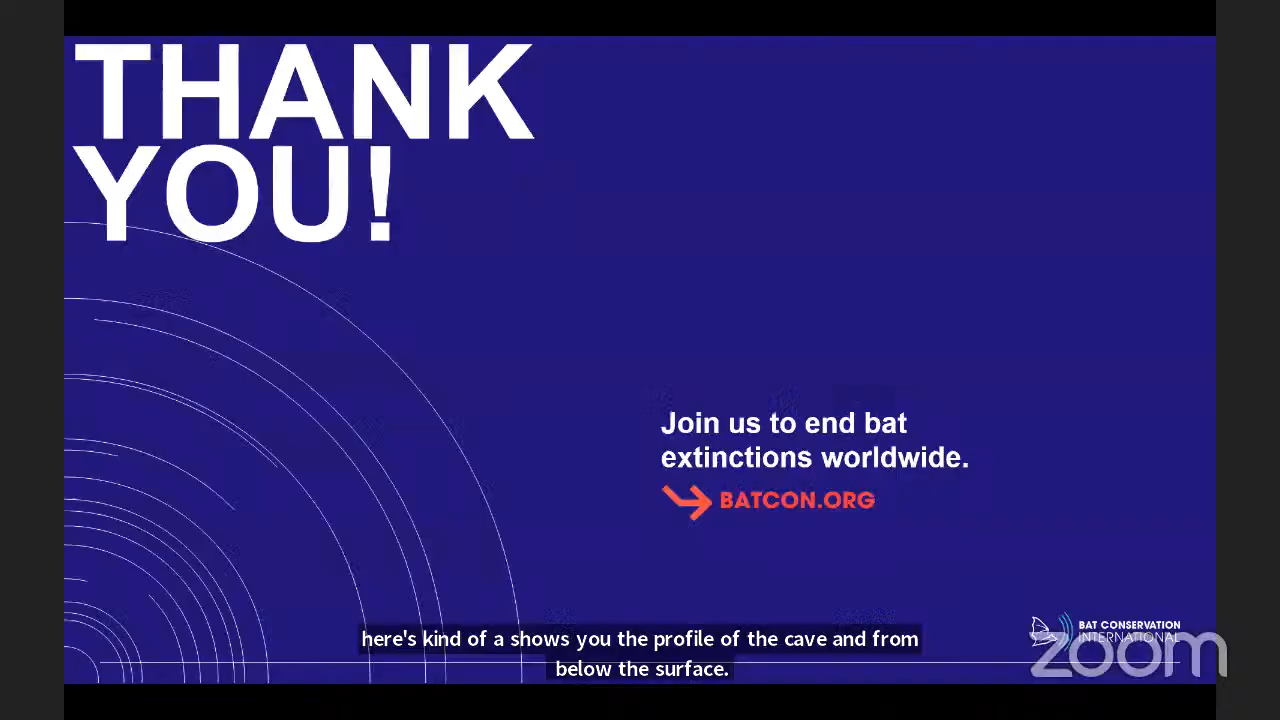 THANK
YOU!
Join us to end bat
extinctions worldwide.
BATCON.ORG
BAT CONSERVATION
INTERNATIONAL
zoom
here's kind of a shows you the profile of the cave and from
below the surface.